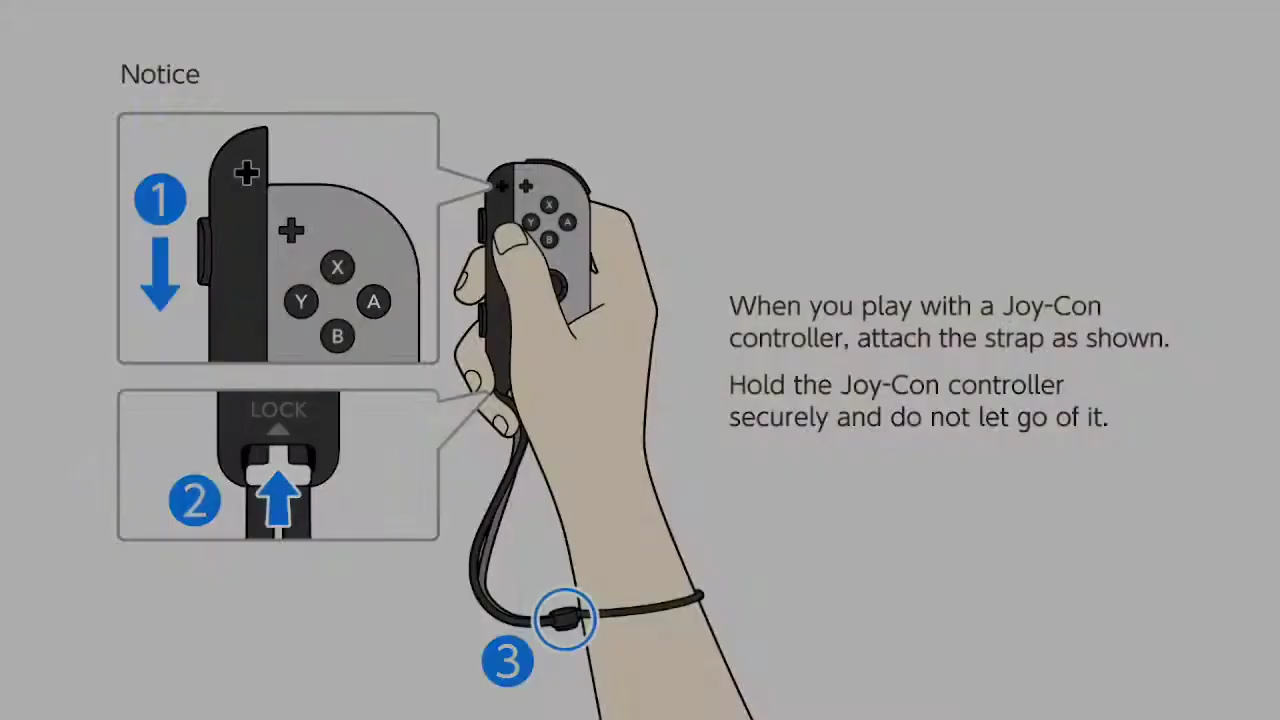 Notice
1
X
Y
A
B
X
Y
A
B
When you play with a Joy-Con
controller, attach the strap as shown.
Hold the Joy-Con controller
securely and do not let go of it.
LOCK
2
3